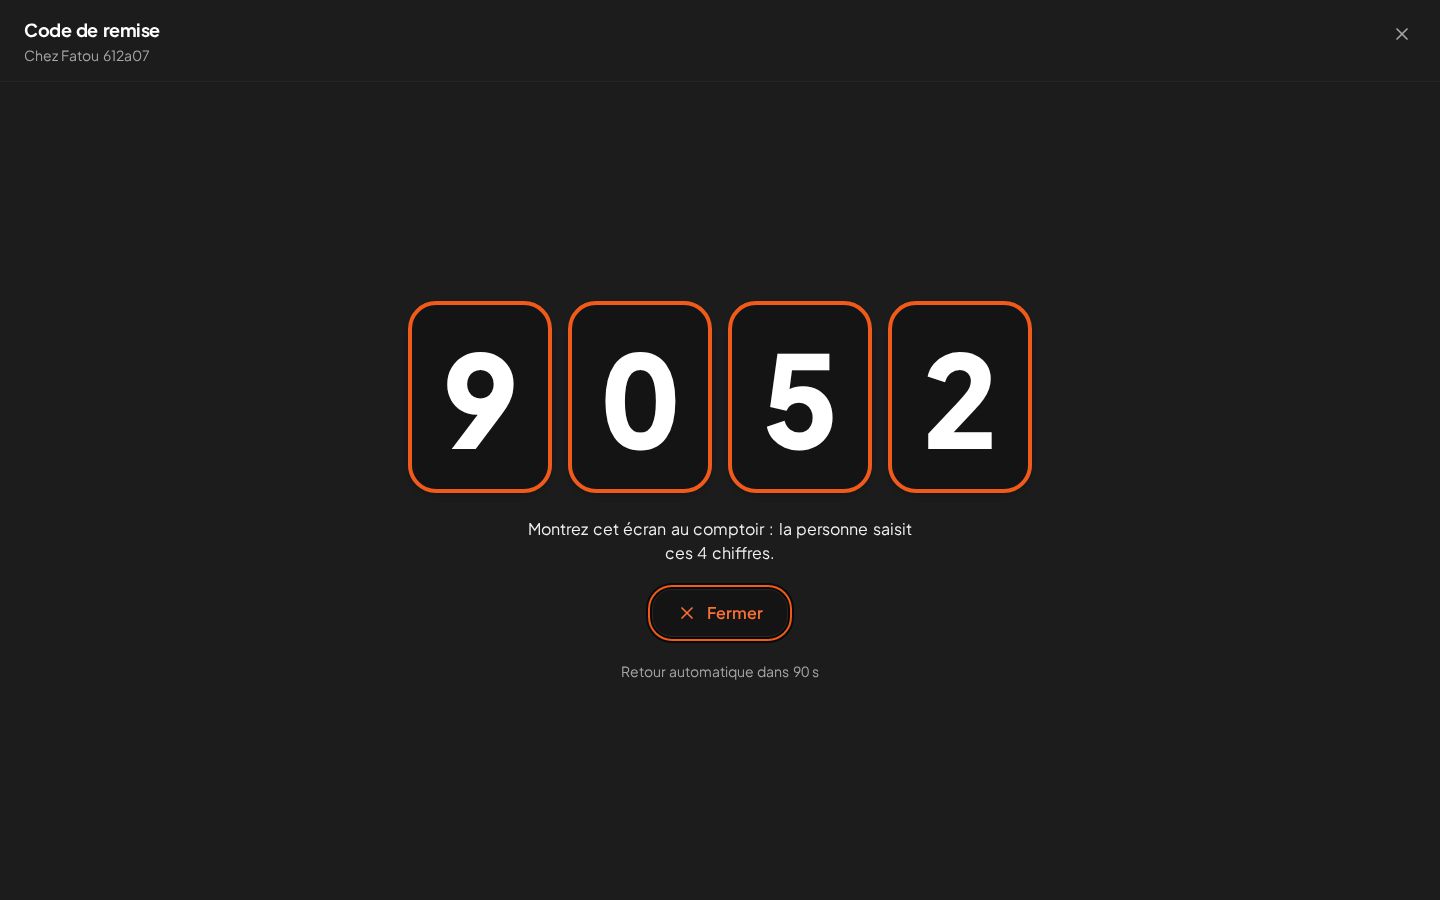 Code de remise
Chez Fatou 612a07
9 0 5 2
Montrez cet écran au comptoir : la personne saisit
ces 4 chiffres.
Fermer
Retour automatique dans 90 s